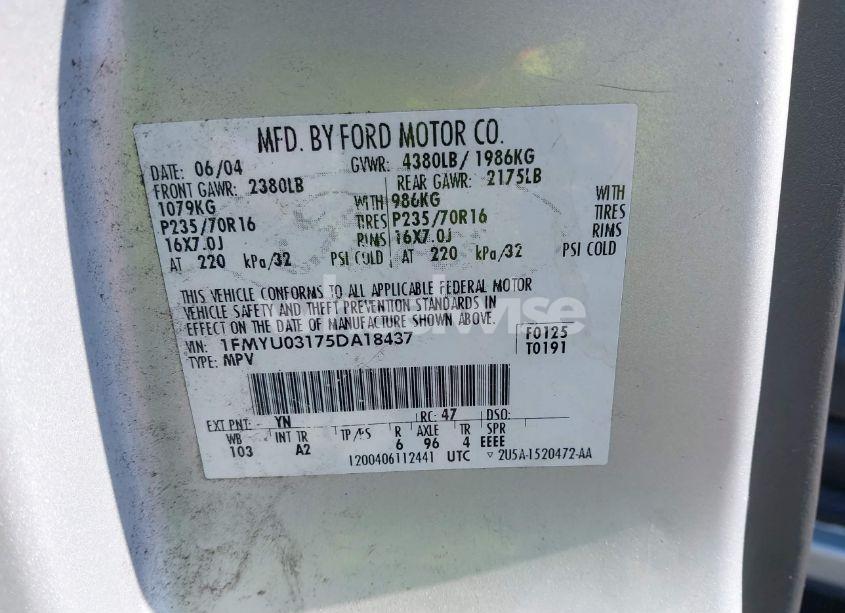 MFD. BY FORD MOTOR CO.
DATE: 06/04 GVWR: 4380LB/ 1986KG
FRONT GAWR: 2380LB REAR GAWR: 2175LB
1079KG WITH 986KG WITH
P235/70R16 TIRES P235/70R16 TIRES
16X7.0J RIMS 16X7.0J RIMS
AT 220 kPa/32 PSI COLD AT 220 kPa/32 PSI COLD
THIS VEHICLE CONFORMS TO ALL APPLICABLE FEDERAL MOTOR
VEHICLE SAFETY AND THEFT PREVENTION STANDARDS IN
EFFECT ON THE DATE OF MANUFACTURE SHOWN ABOVE.
VIN: 1FMYU03175DA18437 F0125
TYPE: MPV T0191
EXT PNT: YN RC: 47 DSO:
WB INT TR TP/PS R AXLE TR SPR
103 A2 6 96 4 EEEE
1200406112441 UTC ▽ 2U5A-1520472-AA